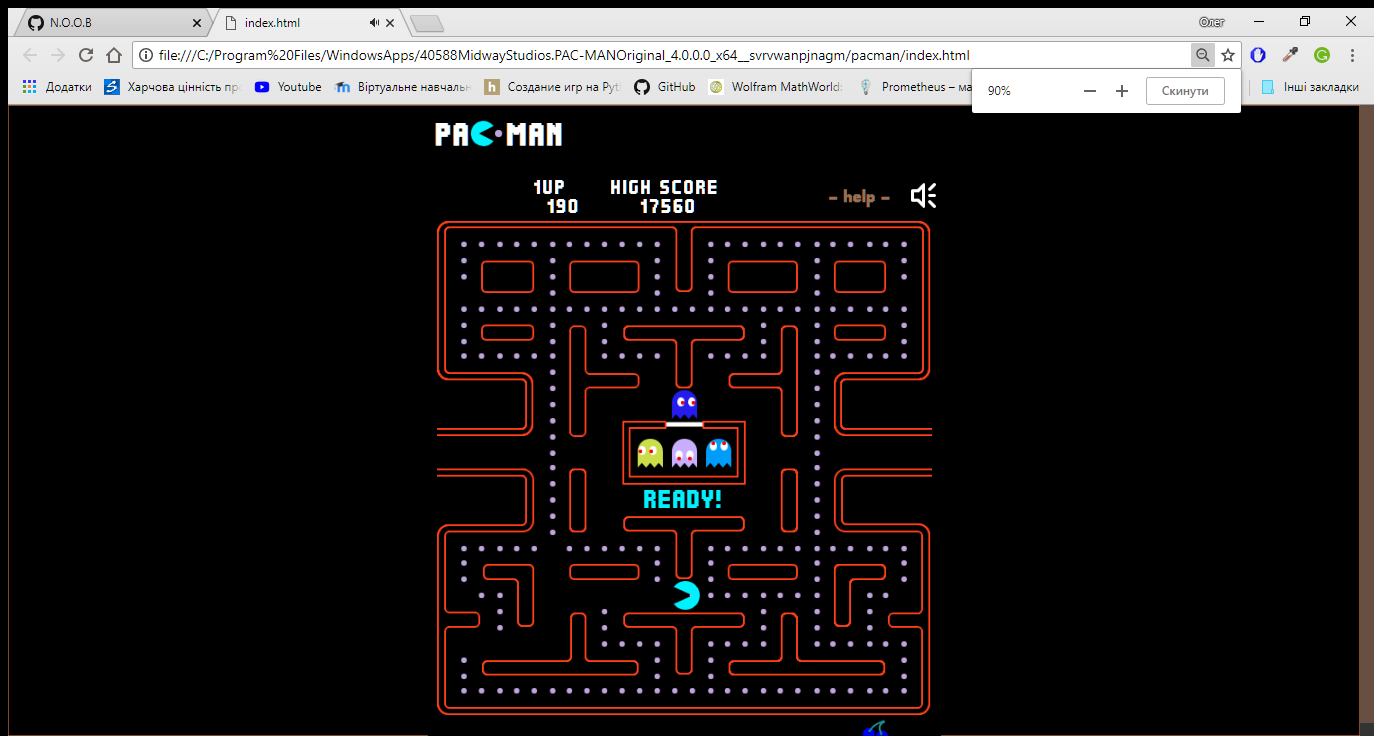 N.O.O.B
index.html
Олег
file:///C:/Program%20Files/WindowsApps/40588MidwayStudios.PAC-MANOriginal_4.0.0.0_x64__svrvwanpjnagm/pacman/index.html
Додатки
Харчова цінність пр
Youtube
Віртуальне навчаль
Создание игр на Pyt
GitHub
Wolfram MathWorld:
Prometheus – ма
Інші закладки
90%
Скинути
PAC-MAN
1UP
HIGH SCORE
190
17560
- help -
READY!